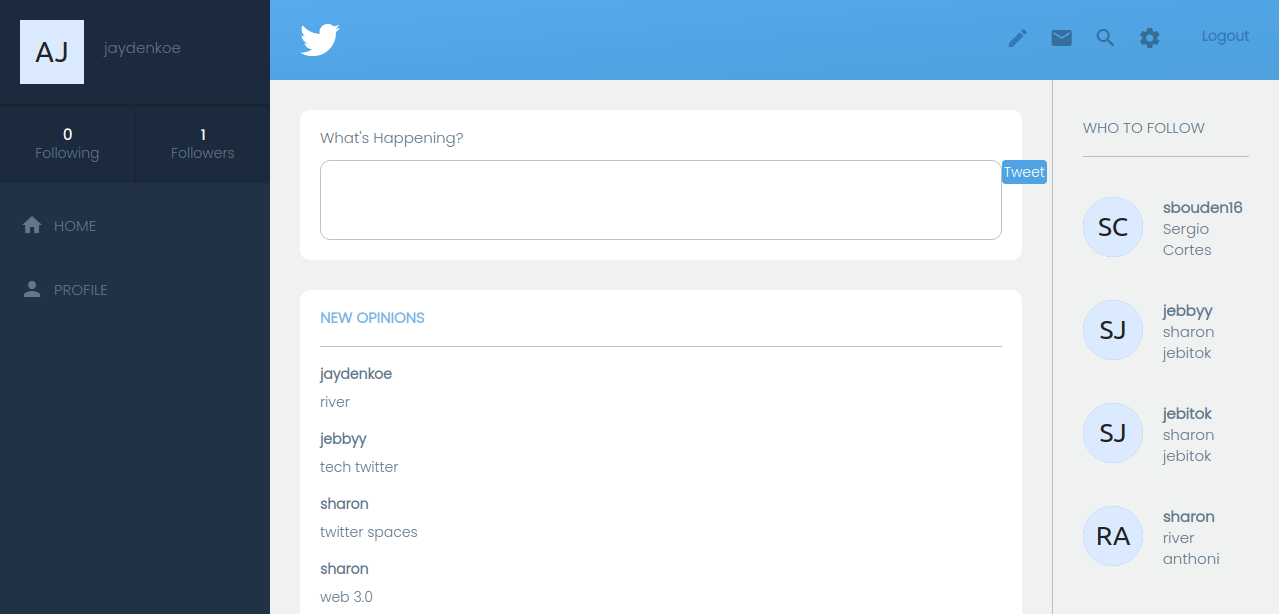 AJ
jaydenkoe
0
Following
1
Followers
HOME
PROFILE
Logout
What's Happening?
Tweet
NEW OPINIONS
jaydenkoe
river
jebbyy
tech twitter
sharon
twitter spaces
sharon
web 3.0
WHO TO FOLLOW
SC
sbouden16
Sergio
Cortes
SJ
jebbyy
sharon
jebitok
SJ
jebitok
sharon
jebitok
RA
sharon
river
anthoni